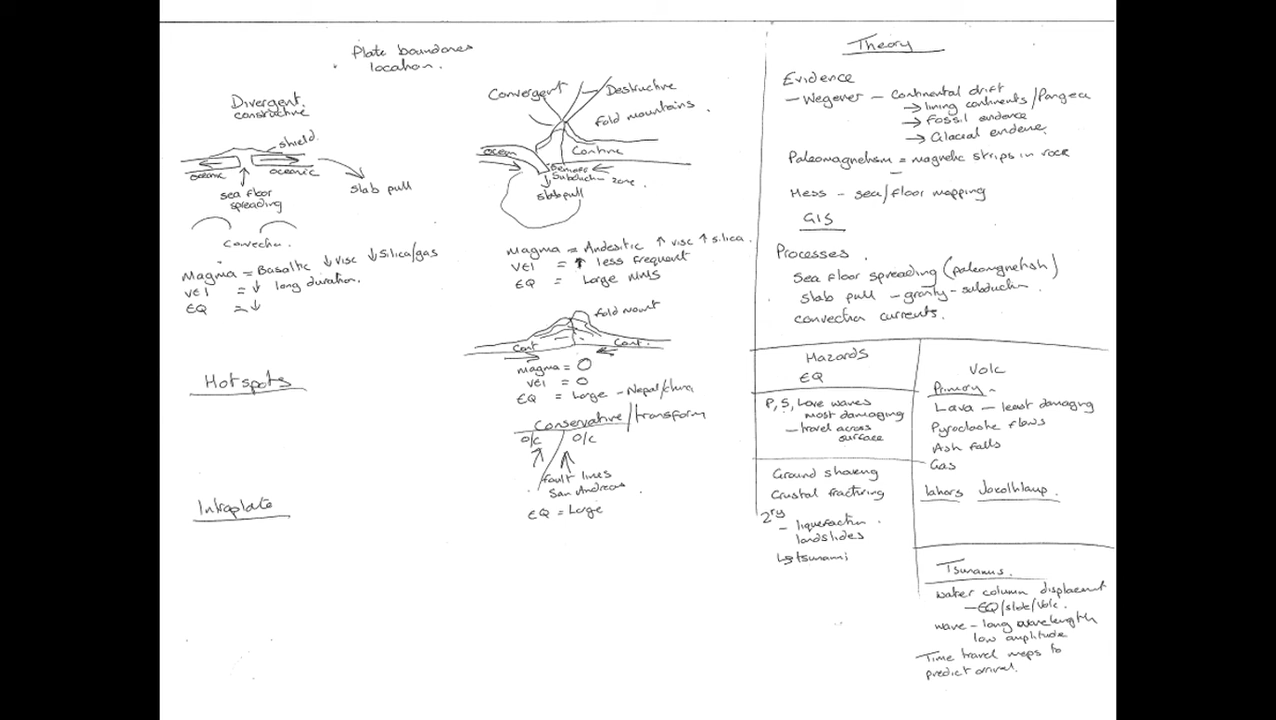 Plate boundaries
location.
Divergent
constructive
shield.
oceanic
oceanic
sea floor
spreading
slab pull
Convection.
Magma = Basaltic ↓ visc ↓ silica/gas
VEI = ↓ long duration.
EQ = ↓
Hotspots
Intraplate
Convergent
Destructive
fold mountains
ocean
Contine
Benioff
Subduction zone.
slab pull
Magma = Andesitic ↑ visc ↑ silica.
VEI = ↑ less frequent
EQ = Large MMS
fold mount
Cont
Cont.
magma = 0
VEI = 0
EQ = Large - Nepal/China
Conservative/transform
O/C
O/C
fault lines
San Andreas
EQ = Large
Theory
Evidence
- Wegener - Continental drift
→ lining continents/Pangea
→ Fossil evidence
→ Glacial evidence.
Paleomagnetism = magnetic strips in rock
Hess - sea/floor mapping
GIS
Processes
Sea floor spreading (paleomagnetism)
Slab pull - gravity - subduction.
convection currents.
Hazards
EQ
P, S, Love waves
most damaging
- travel across
surface
Ground shaking
Crustal fracturing
2ry
- liquefaction
landslides
↳ tsunami
Volc
Primary -
Lava - least damaging
Pyroclastic flows
Ash falls
Gas
lahars Jokulhlaup.
Tsunamis.
water column displacement
- EQ/slide/Volc.
wave - long wavelength
low amplitude
Time travel maps to
predict arrival.